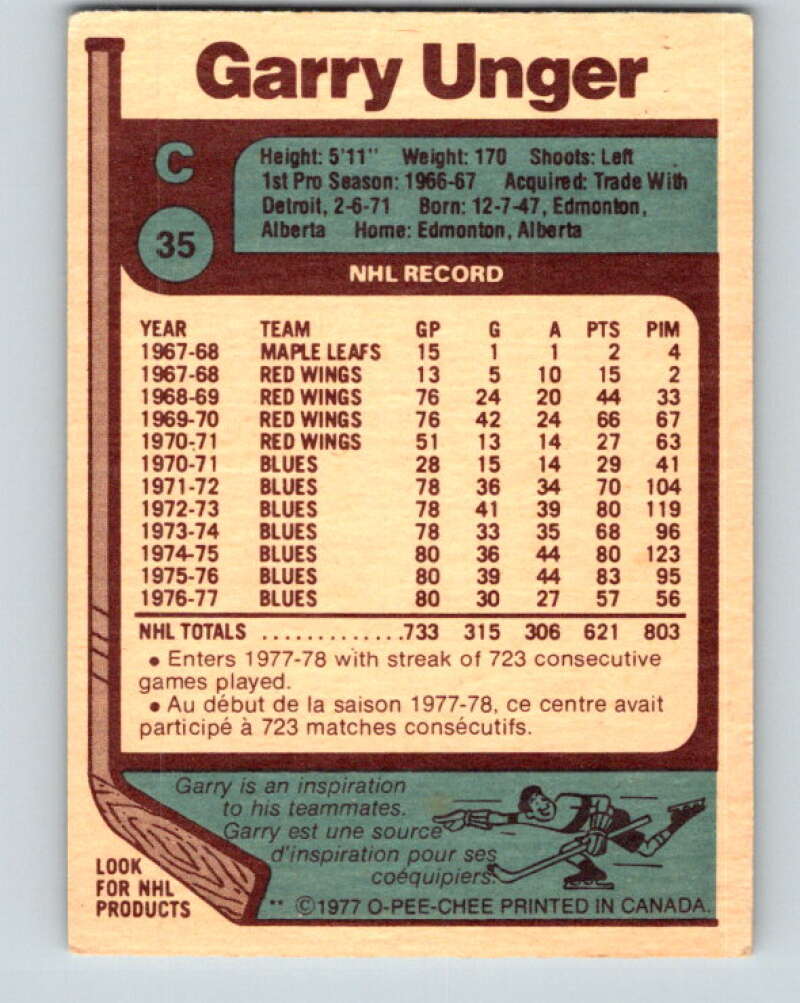 Garry Unger
C
35
Height: 5'11" Weight: 170 Shoots: Left
1st Pro Season: 1966-67 Acquired: Trade With
Detroit, 2-6-71 Born: 12-7-47, Edmonton,
Alberta Home: Edmonton, Alberta
NHL RECORD
YEAR TEAM GP G A PTS PIM
1967-68 MAPLE LEAFS 15 1 1 2 4
1967-68 RED WINGS 13 5 10 15 2
1968-69 RED WINGS 76 24 20 44 33
1969-70 RED WINGS 76 42 24 66 67
1970-71 RED WINGS 51 13 14 27 63
1970-71 BLUES 28 15 14 29 41
1971-72 BLUES 78 36 34 70 104
1972-73 BLUES 78 41 39 80 119
1973-74 BLUES 78 33 35 68 96
1974-75 BLUES 80 36 44 80 123
1975-76 BLUES 80 39 44 83 95
1976-77 BLUES 80 30 27 57 56
NHL TOTALS .............733 315 306 621 803
• Enters 1977-78 with streak of 723 consecutive
games played.
• Au début de la saison 1977-78, ce centre avait
participé à 723 matches consécutifs.
Garry is an inspiration
to his teammates.
Garry est une source
d'inspiration pour ses
coéquipiers.
LOOK
FOR NHL
PRODUCTS
** ©1977 O-PEE-CHEE PRINTED IN CANADA.